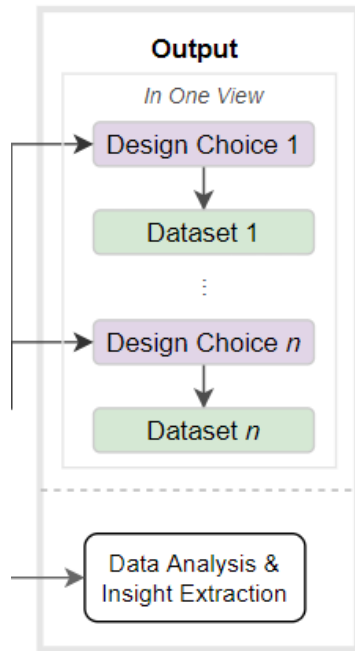 Output
In One View
Design Choice 1
Dataset 1
⋮
Design Choice n
Dataset n
Data Analysis &
Insight Extraction